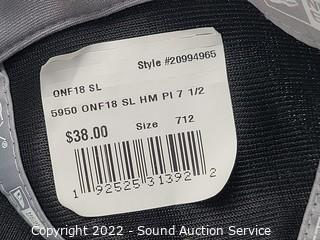 Style #20994965
ONF18 SL
5950 ONF18 SL HM PI 7 1/2
$38.00 Size 712
1 92525 31392 2
Copyright 2022 - Sound Auction Service